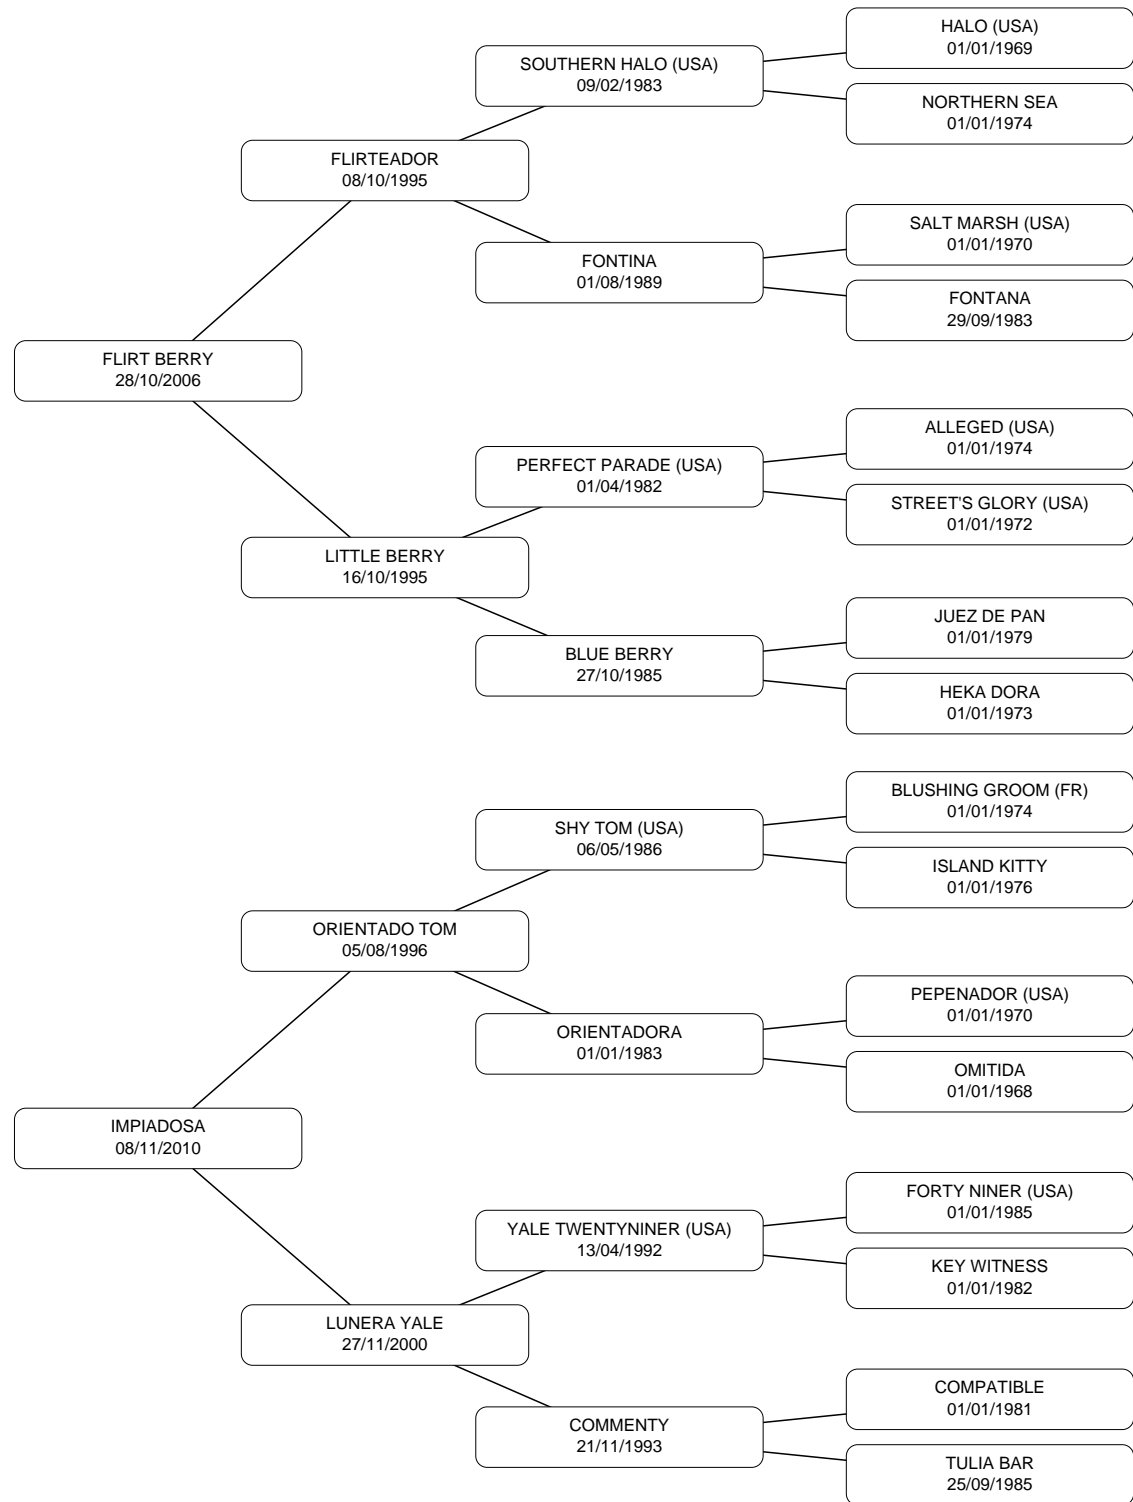 HALO (USA)
01/01/1969
SOUTHERN HALO (USA)
09/02/1983
NORTHERN SEA
01/01/1974
FLIRTEADOR
08/10/1995
SALT MARSH (USA)
01/01/1970
FONTINA
01/08/1989
FONTANA
29/09/1983
FLIRT BERRY
28/10/2006
ALLEGED (USA)
01/01/1974
PERFECT PARADE (USA)
01/04/1982
STREET'S GLORY (USA)
01/01/1972
LITTLE BERRY
16/10/1995
JUEZ DE PAN
01/01/1979
BLUE BERRY
27/10/1985
HEKA DORA
01/01/1973
BLUSHING GROOM (FR)
01/01/1974
SHY TOM (USA)
06/05/1986
ISLAND KITTY
01/01/1976
ORIENTADO TOM
05/08/1996
PEPENADOR (USA)
01/01/1970
ORIENTADORA
01/01/1983
OMITIDA
01/01/1968
IMPIADOSA
08/11/2010
FORTY NINER (USA)
01/01/1985
YALE TWENTYNINER (USA)
13/04/1992
KEY WITNESS
01/01/1982
LUNERA YALE
27/11/2000
COMPATIBLE
01/01/1981
COMMENTY
21/11/1993
TULIA BAR
25/09/1985